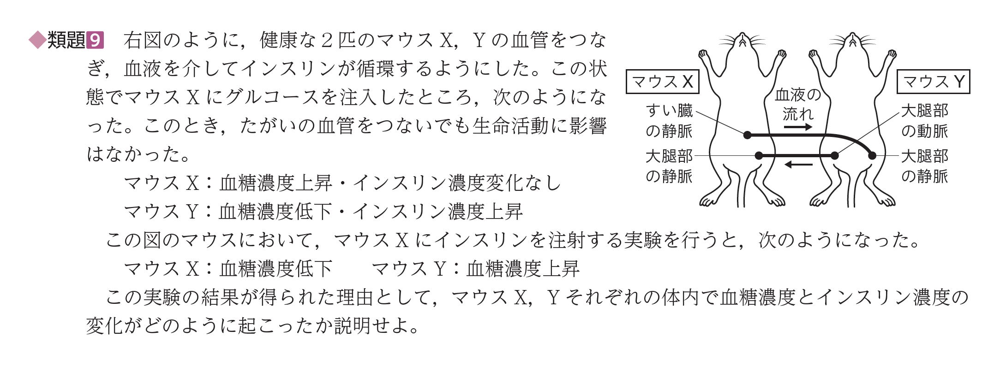 ◆類題9　右図のように，健康な２匹のマウスX，Yの血管をつな
ぎ，血液を介してインスリンが循環するようにした。この状
態でマウスXにグルコースを注入したところ，次のようにな
った。このとき，たがいの血管をつないでも生命活動に影響
はなかった。
マウスX：血糖濃度上昇・インスリン濃度変化なし
マウスY：血糖濃度低下・インスリン濃度上昇
この図のマウスにおいて，マウスXにインスリンを注射する実験を行うと，次のようになった。
マウスX：血糖濃度低下　　マウスY：血糖濃度上昇
この実験の結果が得られた理由として，マウスX，Yそれぞれの体内で血糖濃度とインスリン濃度の
変化がどのように起こったか説明せよ。
マウスX
マウスY
血液の
流れ
すい臓
の静脈
大腿部
の静脈
大腿部
の動脈
大腿部
の静脈